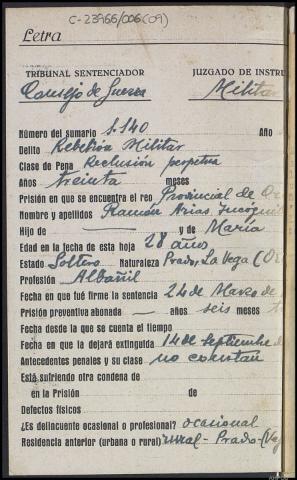 C-23966/006(09)
Letra
TRIBUNAL SENTENCIADOR
JUZGADO DE INSTRU
Consejo de Guerra
Militar
Número del sumario S.140 Año
Delito Rebelión Militar
Clase de Pena Reclusión perpetua
Años treinta meses
Prisión en que se encuentra el reo Provincial de Or
Nombre y apellidos Ramón Arias Incógni
Hijo de — y de María
Edad en la fecha de esta hoja 28 años
Estado Soltero Naturaleza Prado, La Vega (
Profesión Albañil
Fecha en que fué firme la sentencia 24 de Marzo de
Prisión preventiva abonada — años seis meses
Fecha desde la que se cuenta el tiempo
Fecha en que la dejará extinguida 14 de septiembre d
Antecedentes penales y su clase no constan
Está sufriendo otra condena de
en la Prisión de
Defectos físicos
¿Es delincuente ocasional o profesional? ocasional
Residencia anterior (urbana o rural) rural - Prado - (Veg